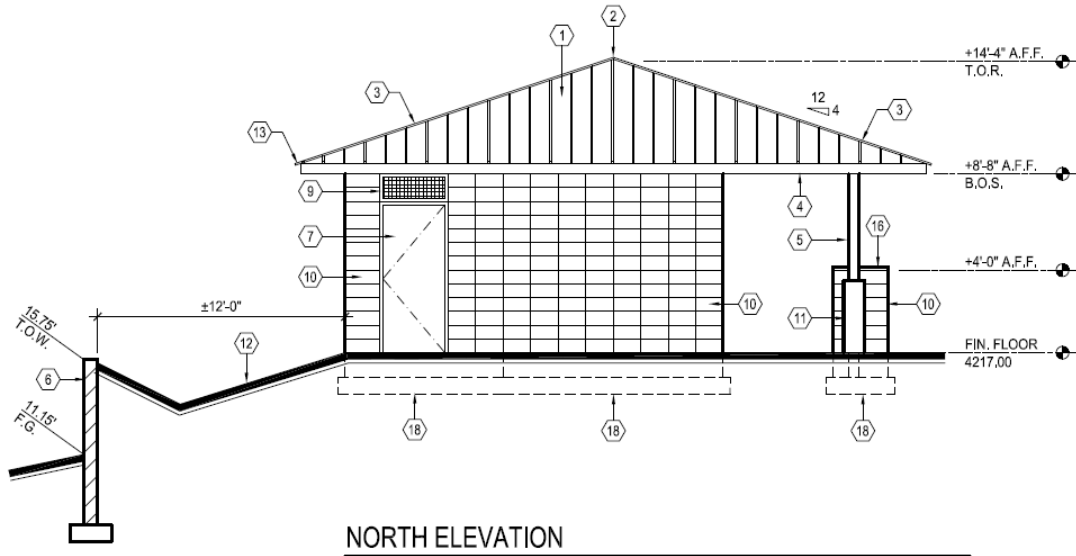 2
1
+14'-4" A.F.F.
T.O.R.
3
12
4
3
13
+8'-8" A.F.F.
B.O.S.
9
4
16
7
5
+4'-0" A.F.F.
10
10
10
11
±12'-0"
15.75'
T.O.W.
12
FIN. FLOOR
4217.00
6
11.15'
F.G.
18
18
18
NORTH ELEVATION